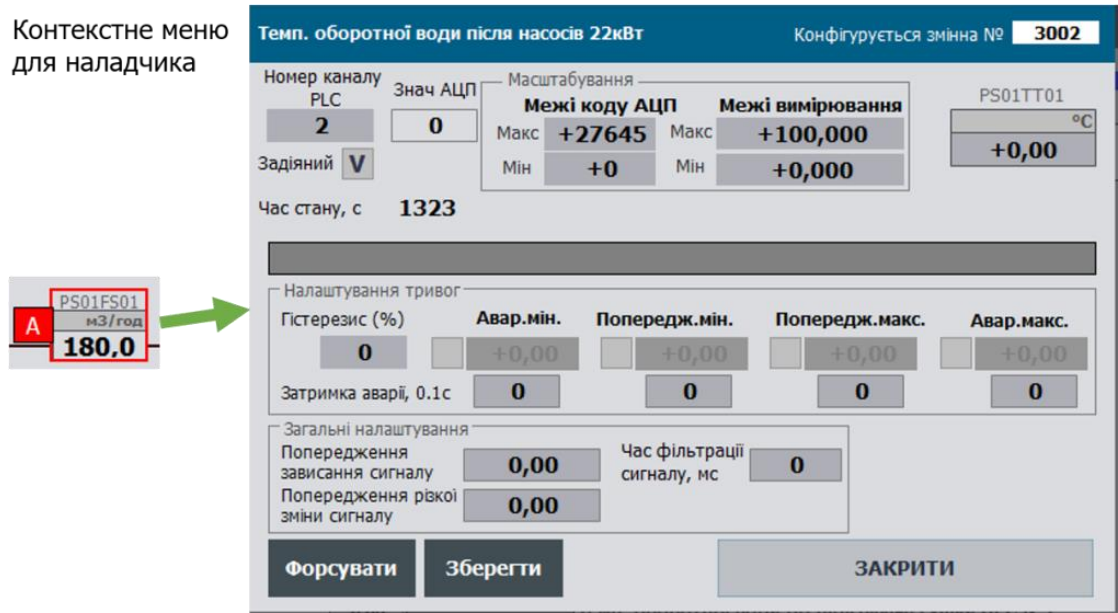 Контекстне меню
для наладчика
Темп. оборотної води після насосів 22кВт
Конфігурується змінна № 3002
Номер каналу
PLC
2
Знач АЦП
0
Масштабування
Межі коду АЦП Межі вимірювання
Макс +27645 Макс +100,000
Мін +0 Мін +0,000
PS01TT01
°C
+0,00
Задіяний V
Час стану, с 1323
PS01FS01
А м3/год
180,0
Налаштування тривог
Гістерезис (%) Авар.мін. Попередж.мін. Попередж.макс. Авар.макс.
0 +0,00 +0,00 +0,00 +0,00
Затримка аварії, 0.1с 0 0 0 0
Загальні налаштування
Попередження
зависання сигналу 0,00
Час фільтрації
сигналу, мс 0
Попередження різкої
зміни сигналу 0,00
Форсувати Зберегти ЗАКРИТИ